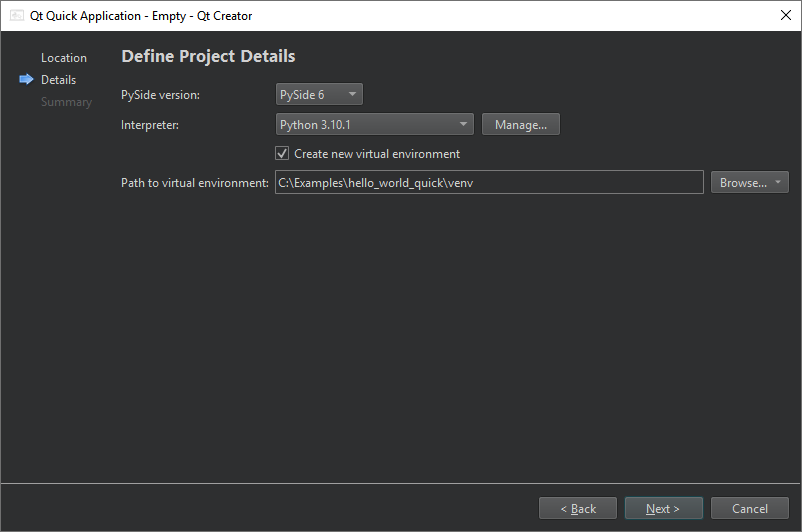 Qt Quick Application - Empty - Qt Creator
Location
Details
Summary
Define Project Details
PySide version: PySide 6
Interpreter: Python 3.10.1 Manage...
Create new virtual environment
Path to virtual environment: C:\Examples\hello_world_quick\venv Browse...
< Back Next > Cancel